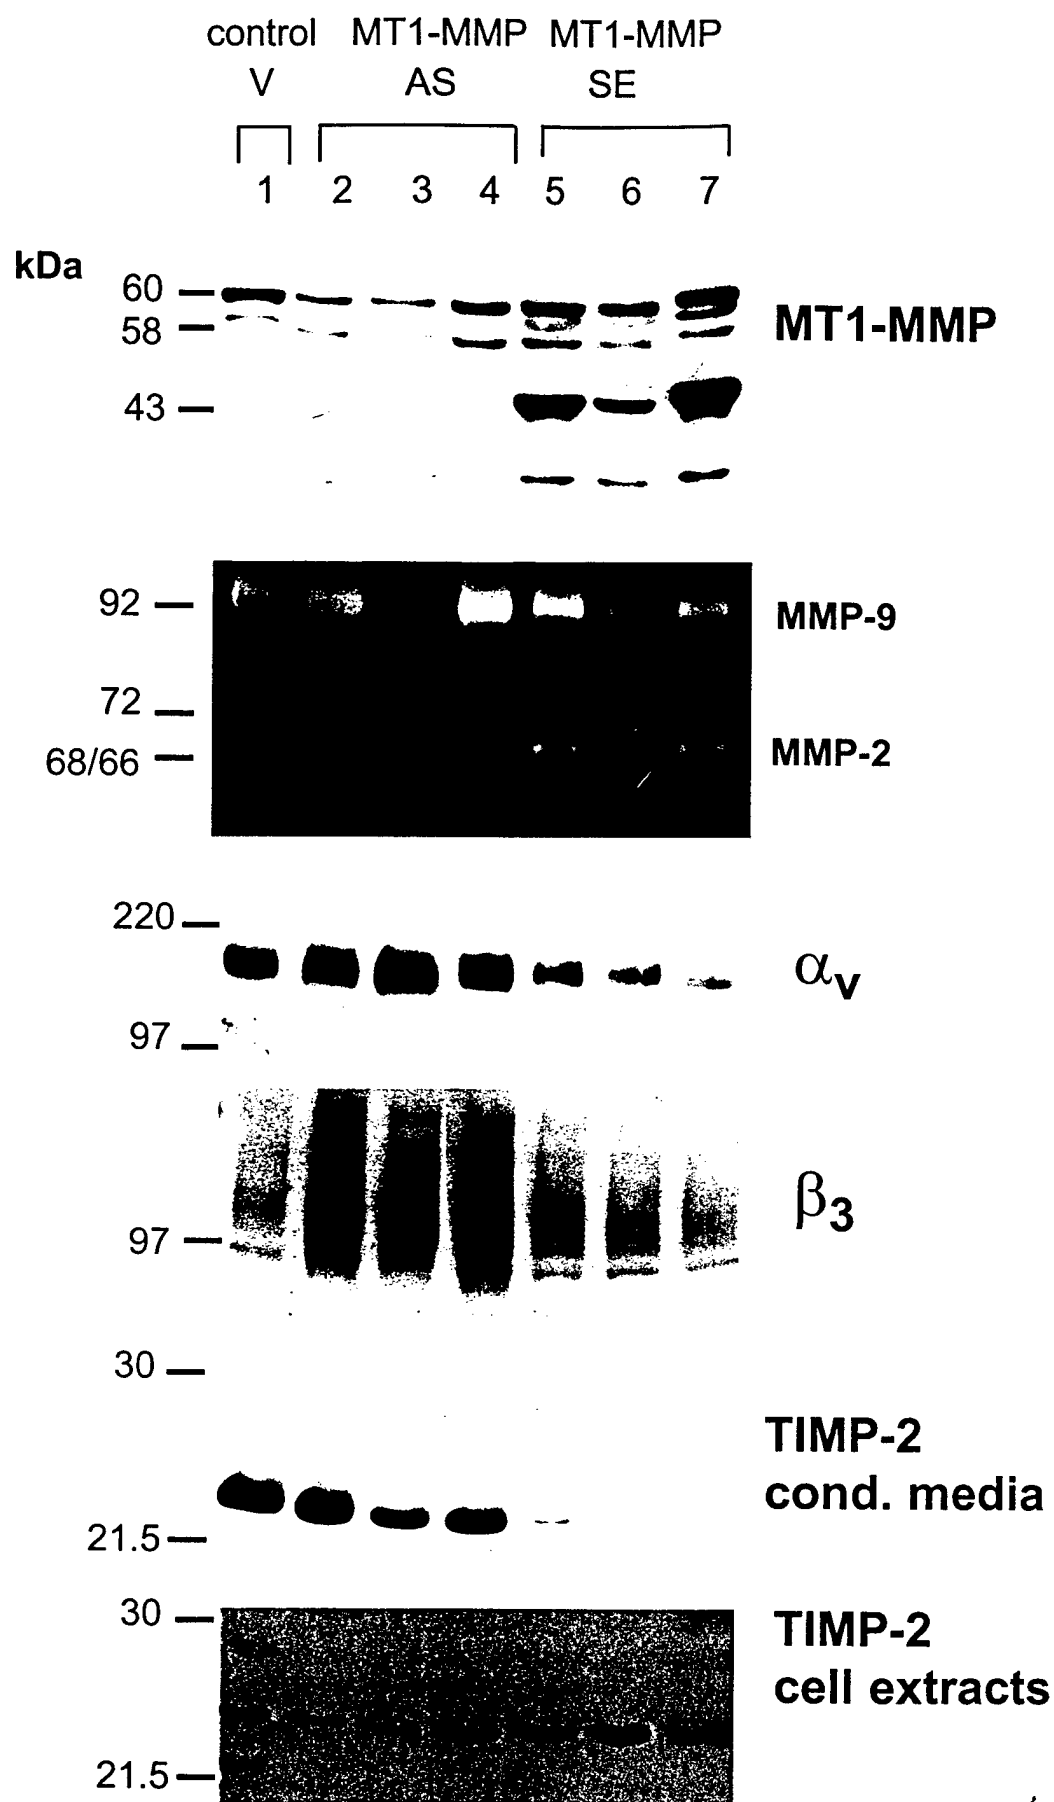 control MT1-MMP MT1-MMP
V AS SE
1 2 3 4 5 6 7
kDa
60
58
43
MT1-MMP
92
72
68/66
MMP-9
MMP-2
220
97
αv
97
β3
30
21.5
TIMP-2
cond. media
30
21.5
TIMP-2
cell extracts